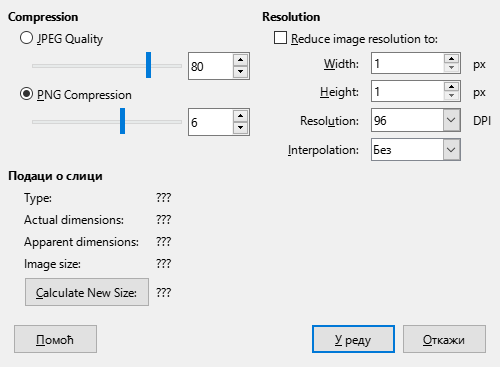 Compression
JPEG Quality
80
PNG Compression
6
Resolution
Reduce image resolution to:
Width: 1 px
Height: 1 px
Resolution: 96 DPI
Interpolation: Без
Подаци о слици
Type: ???
Actual dimensions: ???
Apparent dimensions: ???
Image size: ???
Calculate New Size: ???
Помоћ
У реду
Откажи